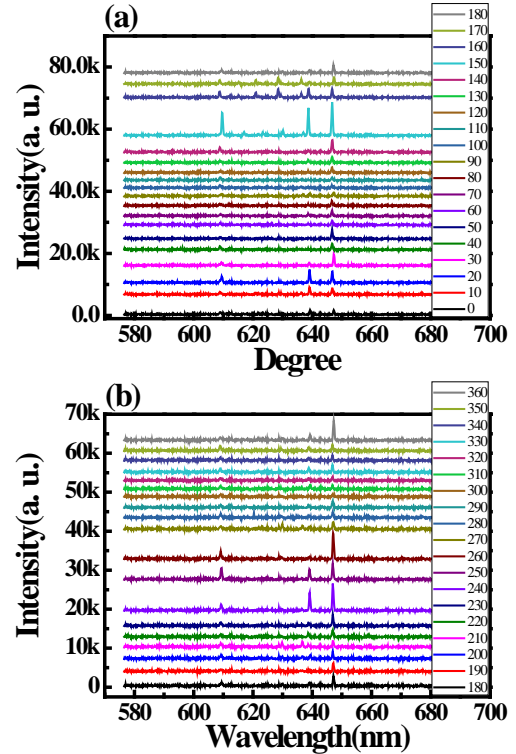 (a)
Intensity(a. u.)
80.0k
60.0k
40.0k
20.0k
0.0
580 600 620 640 660 680 700
Degree
180
170
160
150
140
130
120
110
100
90
80
70
60
50
40
30
20
10
0
(b)
Intensity(a. u.)
70k
60k
50k
40k
30k
20k
10k
0
580 600 620 640 660 680 700
Wavelength(nm)
360
350
340
330
320
310
300
290
280
270
260
250
240
230
220
210
200
190
180